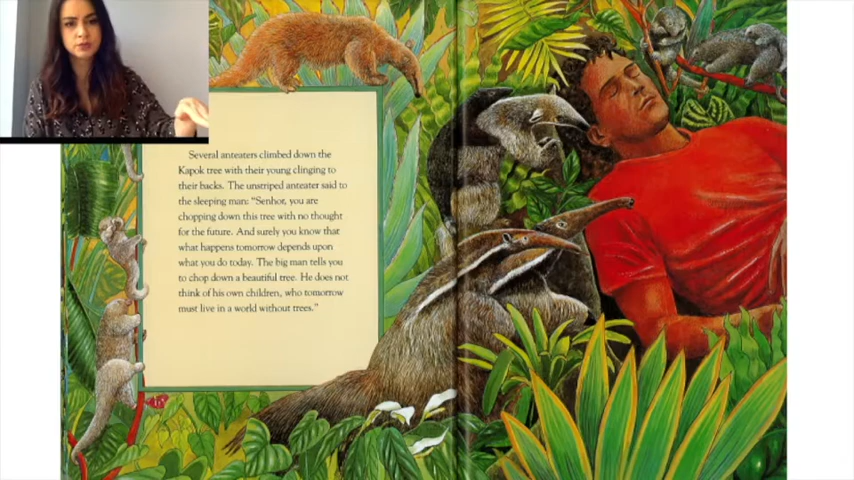 Several anteaters climbed down the
Kapok tree with their young clinging to
their backs. The unstriped anteater said to
the sleeping man: "Senhor, you are
chopping down this tree with no thought
for the future. And surely you know that
what happens tomorrow depends upon
what you do today. The big man tells you
to chop down a beautiful tree. He does not
think of his own children, who tomorrow
must live in a world without trees."